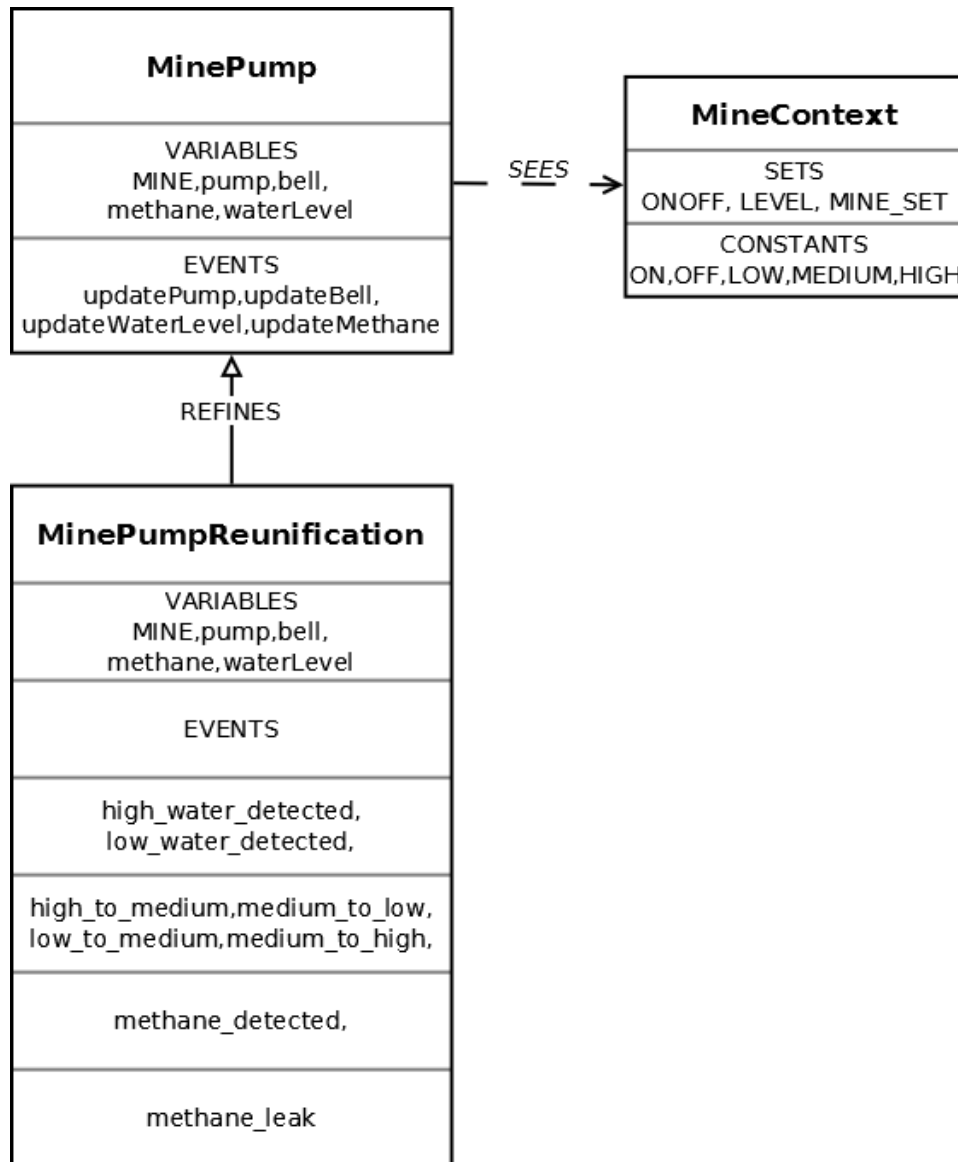 MinePump
VARIABLES
MINE,pump,bell,
methane,waterLevel
EVENTS
updatePump,updateBell,
updateWaterLevel,updateMethane
SEES
MineContext
SETS
ONOFF, LEVEL, MINE_SET
CONSTANTS
ON,OFF,LOW,MEDIUM,HIGH
REFINES
MinePumpReunification
VARIABLES
MINE,pump,bell,
methane,waterLevel
EVENTS
high_water_detected,
low_water_detected,
high_to_medium,medium_to_low,
low_to_medium,medium_to_high,
methane_detected,
methane_leak